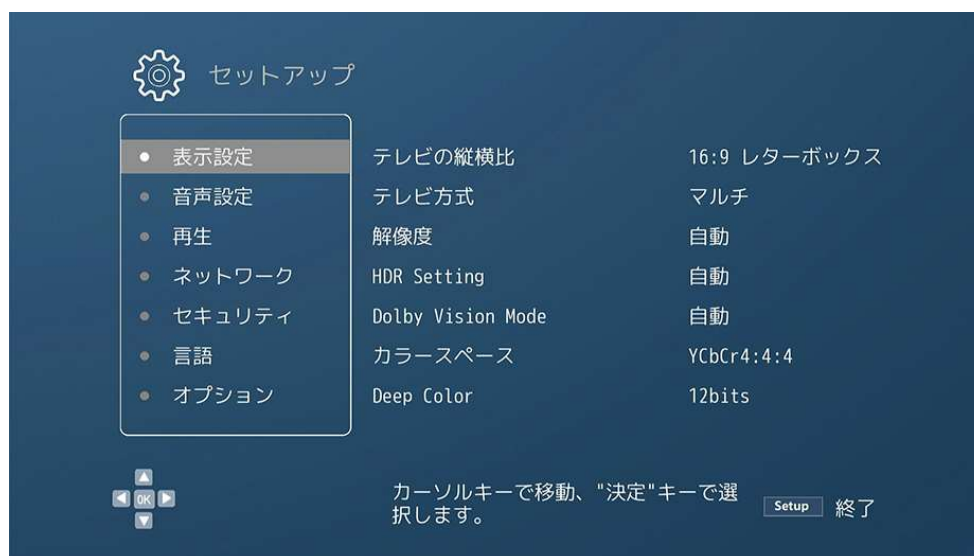 セットアップ
表示設定 テレビの縦横比 16:9 レターボックス
音声設定 テレビ方式 マルチ
再生 解像度 自動
ネットワーク HDR Setting 自動
セキュリティ Dolby Vision Mode 自動
言語 カラースペース YCbCr4:4:4
オプション Deep Color 12bits
OK
カーソルキーで移動、"決定"キーで選
択します。
Setup 終了